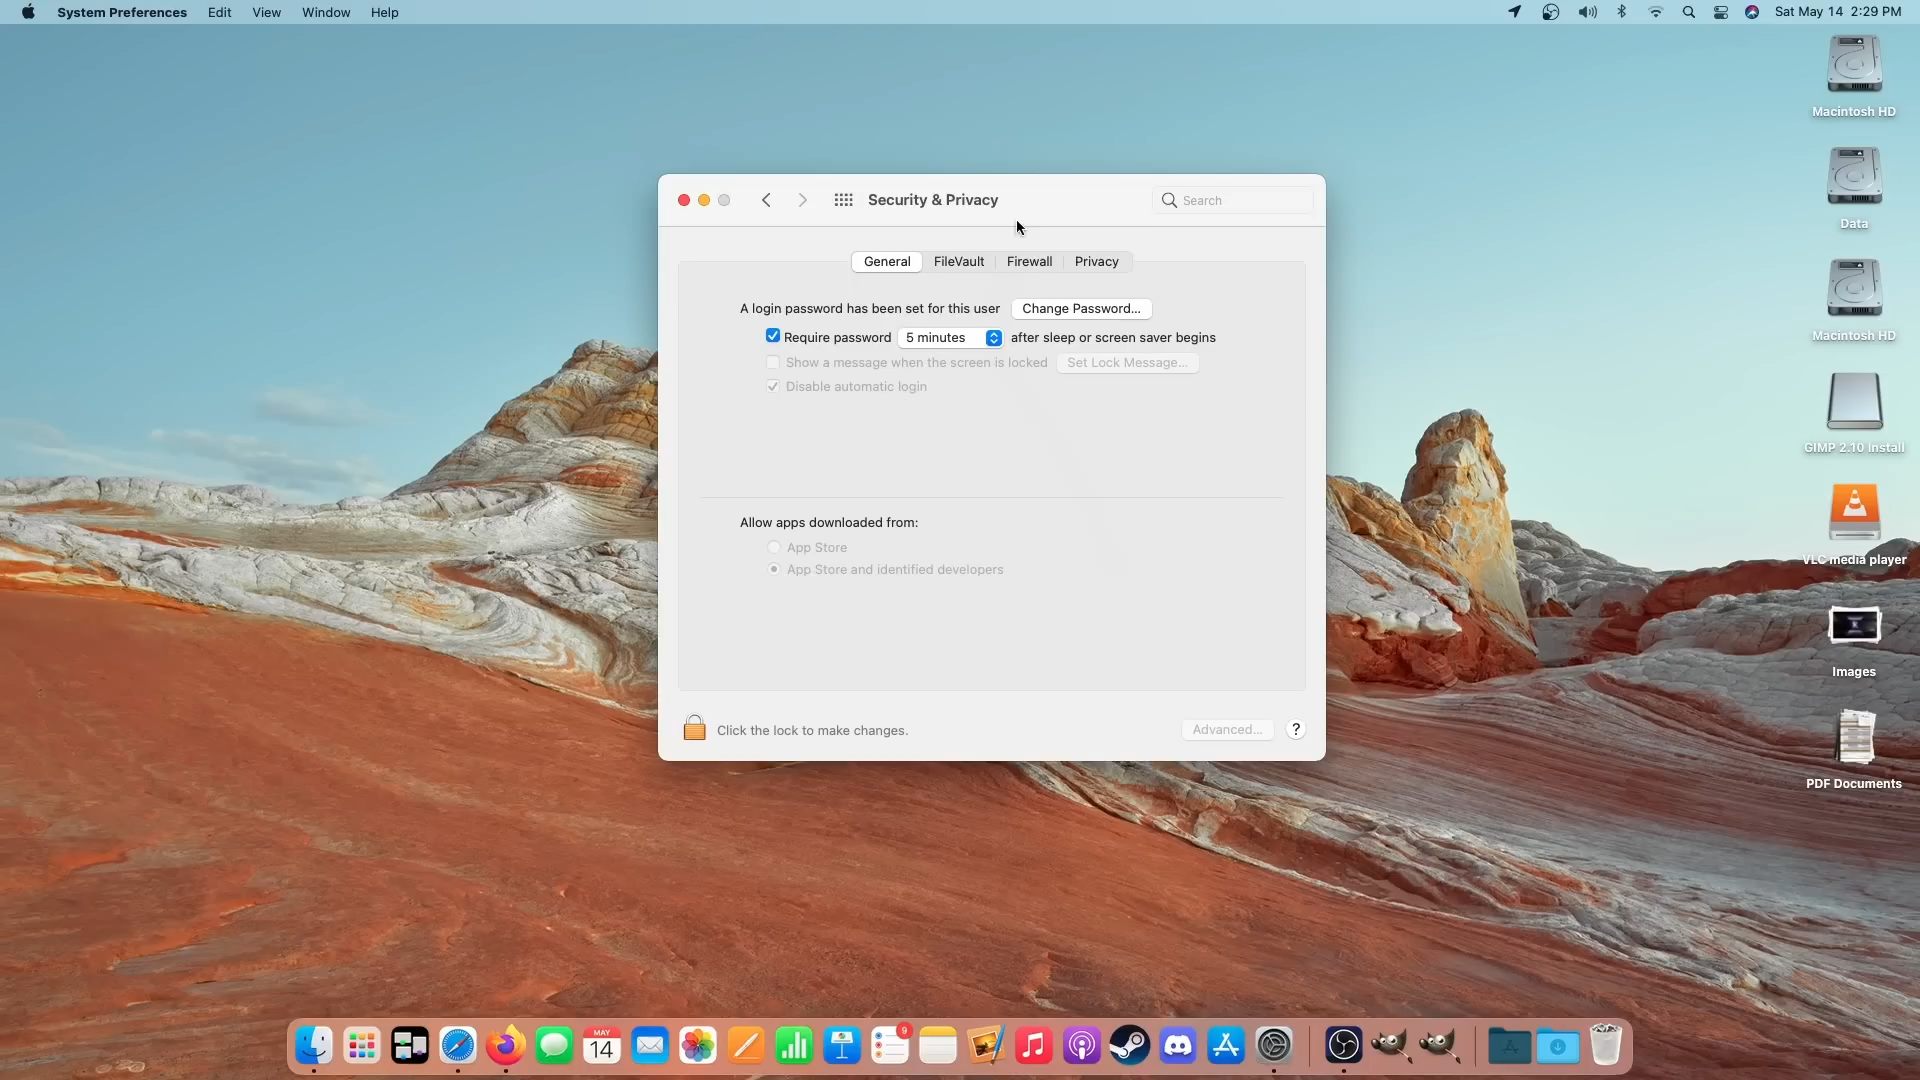 System Preferences Edit View Window Help Sat May 14 2:29 PM
Macintosh HD
Data
Macintosh HD
GIMP 2.10 Install
VLC media player
Images
PDF Documents
Security & Privacy Search
General FileVault Firewall Privacy
A login password has been set for this user Change Password...
Require password 5 minutes after sleep or screen saver begins
Show a message when the screen is locked Set Lock Message...
Disable automatic login
Allow apps downloaded from:
App Store
App Store and identified developers
Click the lock to make changes. Advanced... ?
MAY
14
9